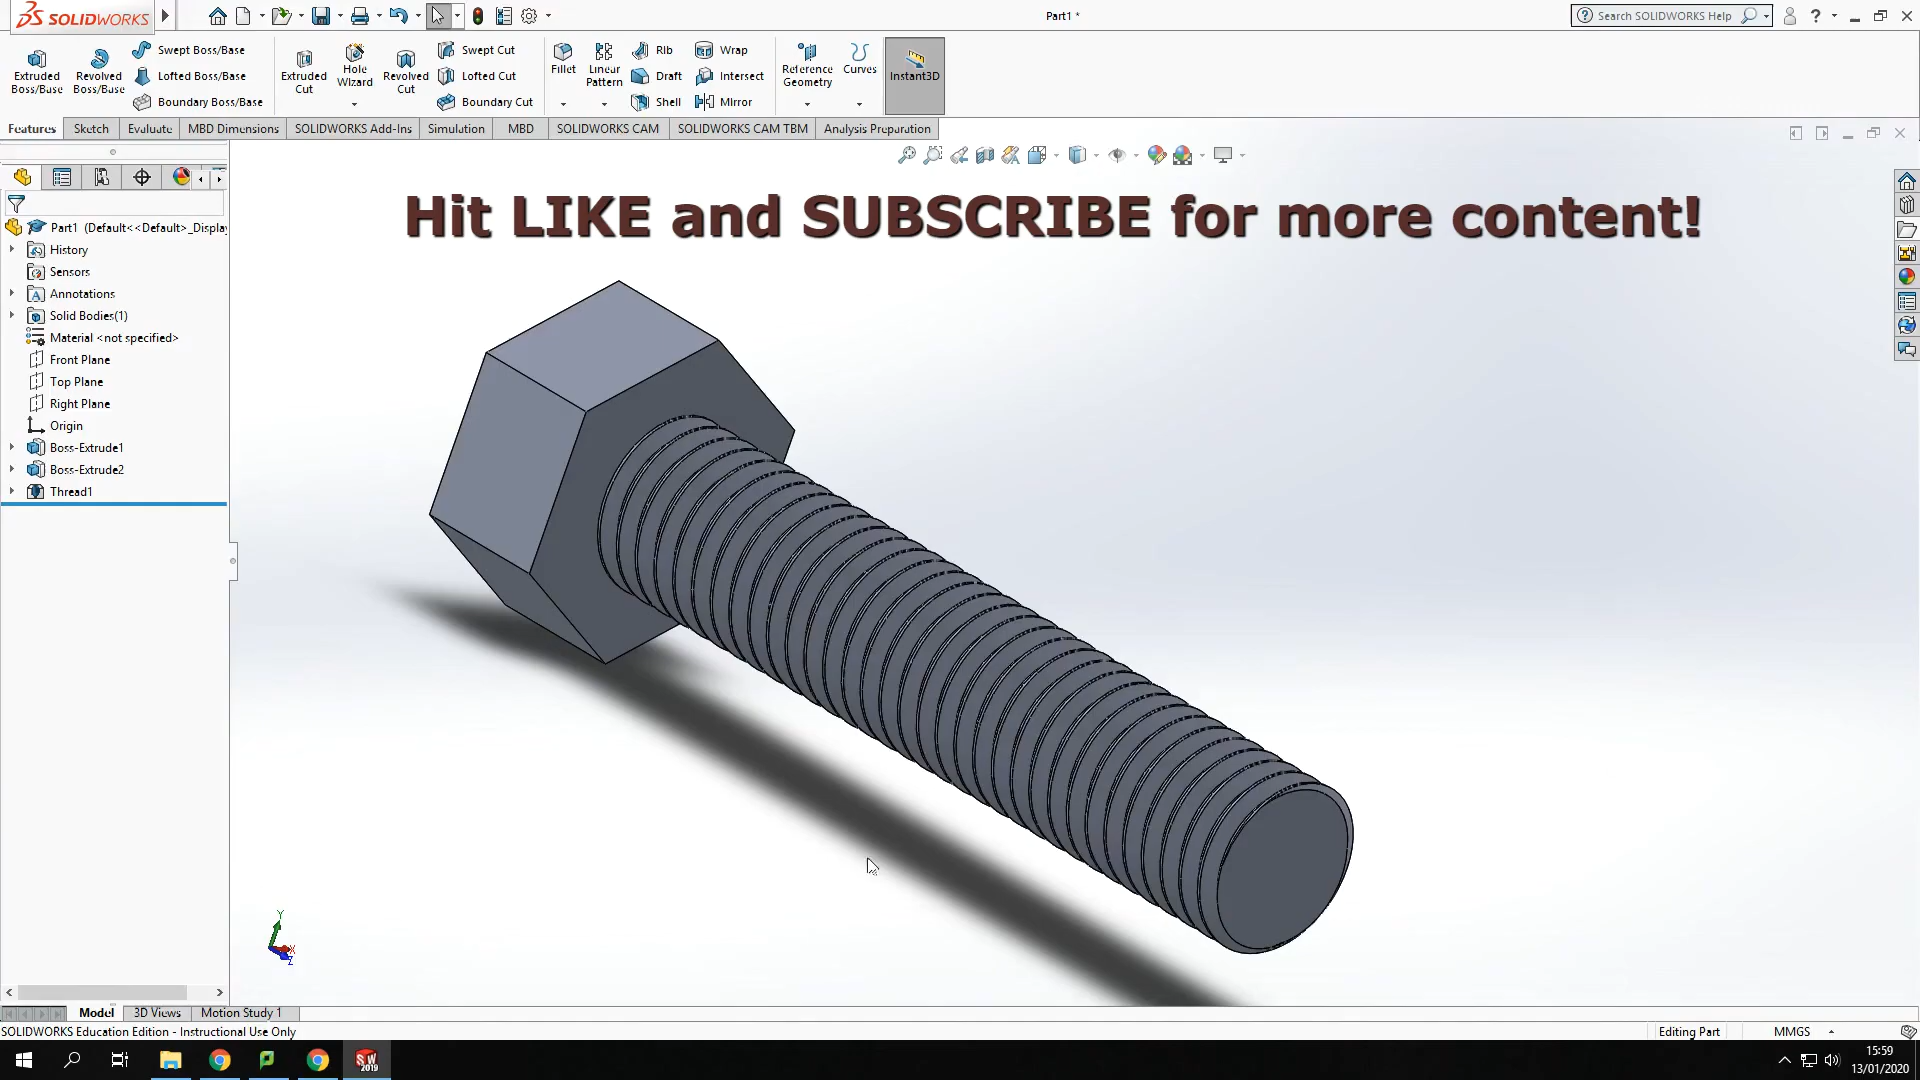 SOLIDWORKS
Part1 *
Search SOLIDWORKS Help
Extruded Boss/Base
Revolved Boss/Base
Swept Boss/Base
Lofted Boss/Base
Boundary Boss/Base
Extruded Cut
Hole Wizard
Revolved Cut
Swept Cut
Lofted Cut
Boundary Cut
Fillet
Linear Pattern
Rib
Draft
Shell
Wrap
Intersect
Mirror
Reference Geometry
Curves
Instant3D
Features Sketch Evaluate MBD Dimensions SOLIDWORKS Add-Ins Simulation MBD SOLIDWORKS CAM SOLIDWORKS CAM TBM Analysis Preparation
Hit LIKE and SUBSCRIBE for more content!
Part1 (Default<<Default>_Display
History
Sensors
Annotations
Solid Bodies(1)
Material <not specified>
Front Plane
Top Plane
Right Plane
Origin
Boss-Extrude1
Boss-Extrude2
Thread1
Y
X
Z
Model 3D Views Motion Study 1
SOLIDWORKS Education Edition - Instructional Use Only
Editing Part
MMGS
SW
2019
15:59
13/01/2020